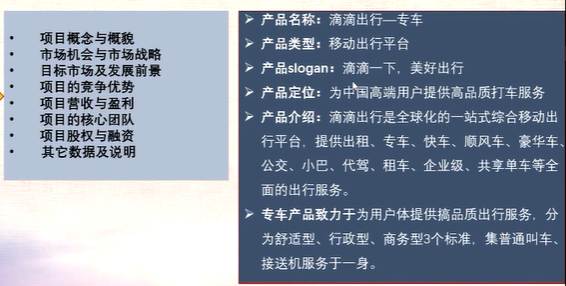 • 项目概念与概貌
• 市场机会与市场战略
• 目标市场及发展前景
• 项目的竞争优势
• 项目营收与盈利
• 项目的核心团队
• 项目股权与融资
• 其它数据及说明
➢ 产品名称：滴滴出行—专车
➢ 产品类型：移动出行平台
➢ 产品slogan：滴滴一下，美好出行
➢ 产品定位：为中国高端用户提供高品质打车服务
➢ 产品介绍：滴滴出行是全球化的一站式综合移动出
行平台，提供出租、专车、快车、顺风车、豪华车、
公交、小巴、代驾、租车、企业级、共享单车等全
面的出行服务。
➢ 专车产品致力于为用户体提供搞品质出行服务，分
为舒适型、行政型、商务型3个标准，集普通叫车、
接送机服务于一身。